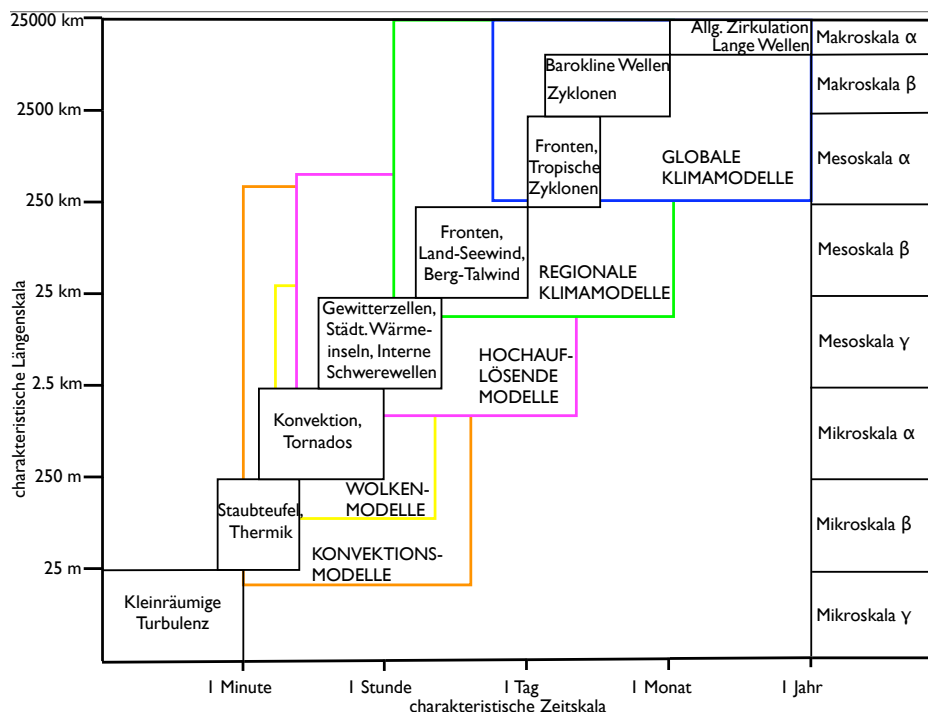 25000 km
2500 km
250 km
25 km
2.5 km
250 m
25 m
charakteristische Längenskala
Allg. Zirkulation
Lange Wellen
Barokline Wellen
Zyklonen
Fronten,
Tropische
Zyklonen
GLOBALE
KLIMAMODELLE
Fronten,
Land-Seewind,
Berg-Talwind
REGIONALE
KLIMAMODELLE
Gewitterzellen,
Städt. Wärme-
inseln, Interne
Schwerewellen
HOCHAUF-
LÖSENDE
MODELLE
Konvektion,
Tornados
WOLKEN-
MODELLE
Staubteufel,
Thermik
KONVEKTIONS-
MODELLE
Kleinräumige
Turbulenz
Makroskala α
Makroskala β
Mesoskala α
Mesoskala β
Mesoskala γ
Mikroskala α
Mikroskala β
Mikroskala γ
1 Minute
1 Stunde
1 Tag
1 Monat
1 Jahr
charakteristische Zeitskala